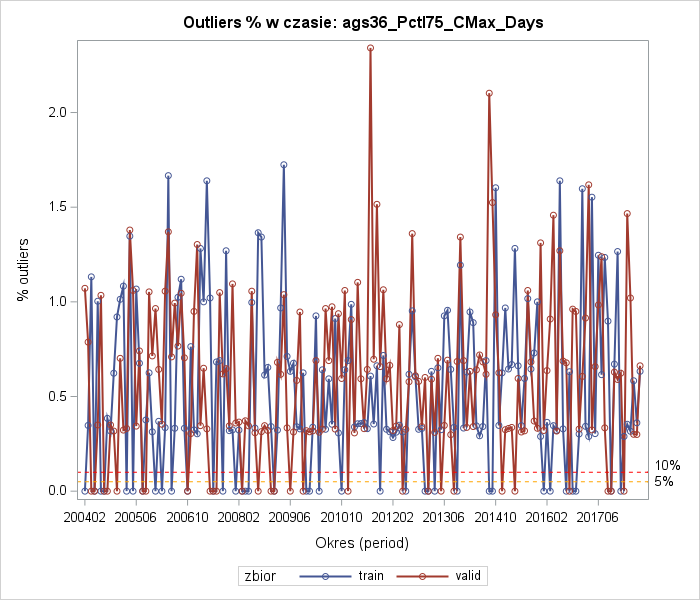 Outliers % w czasie: ags36_Pctl75_CMax_Days
% outliers
2.0
1.5
1.0
0.5
0.0
10%
5%
200402 200506 200610 200802 200906 201010 201202 201306 201410 201602 201706
Okres (period)
zbior train valid